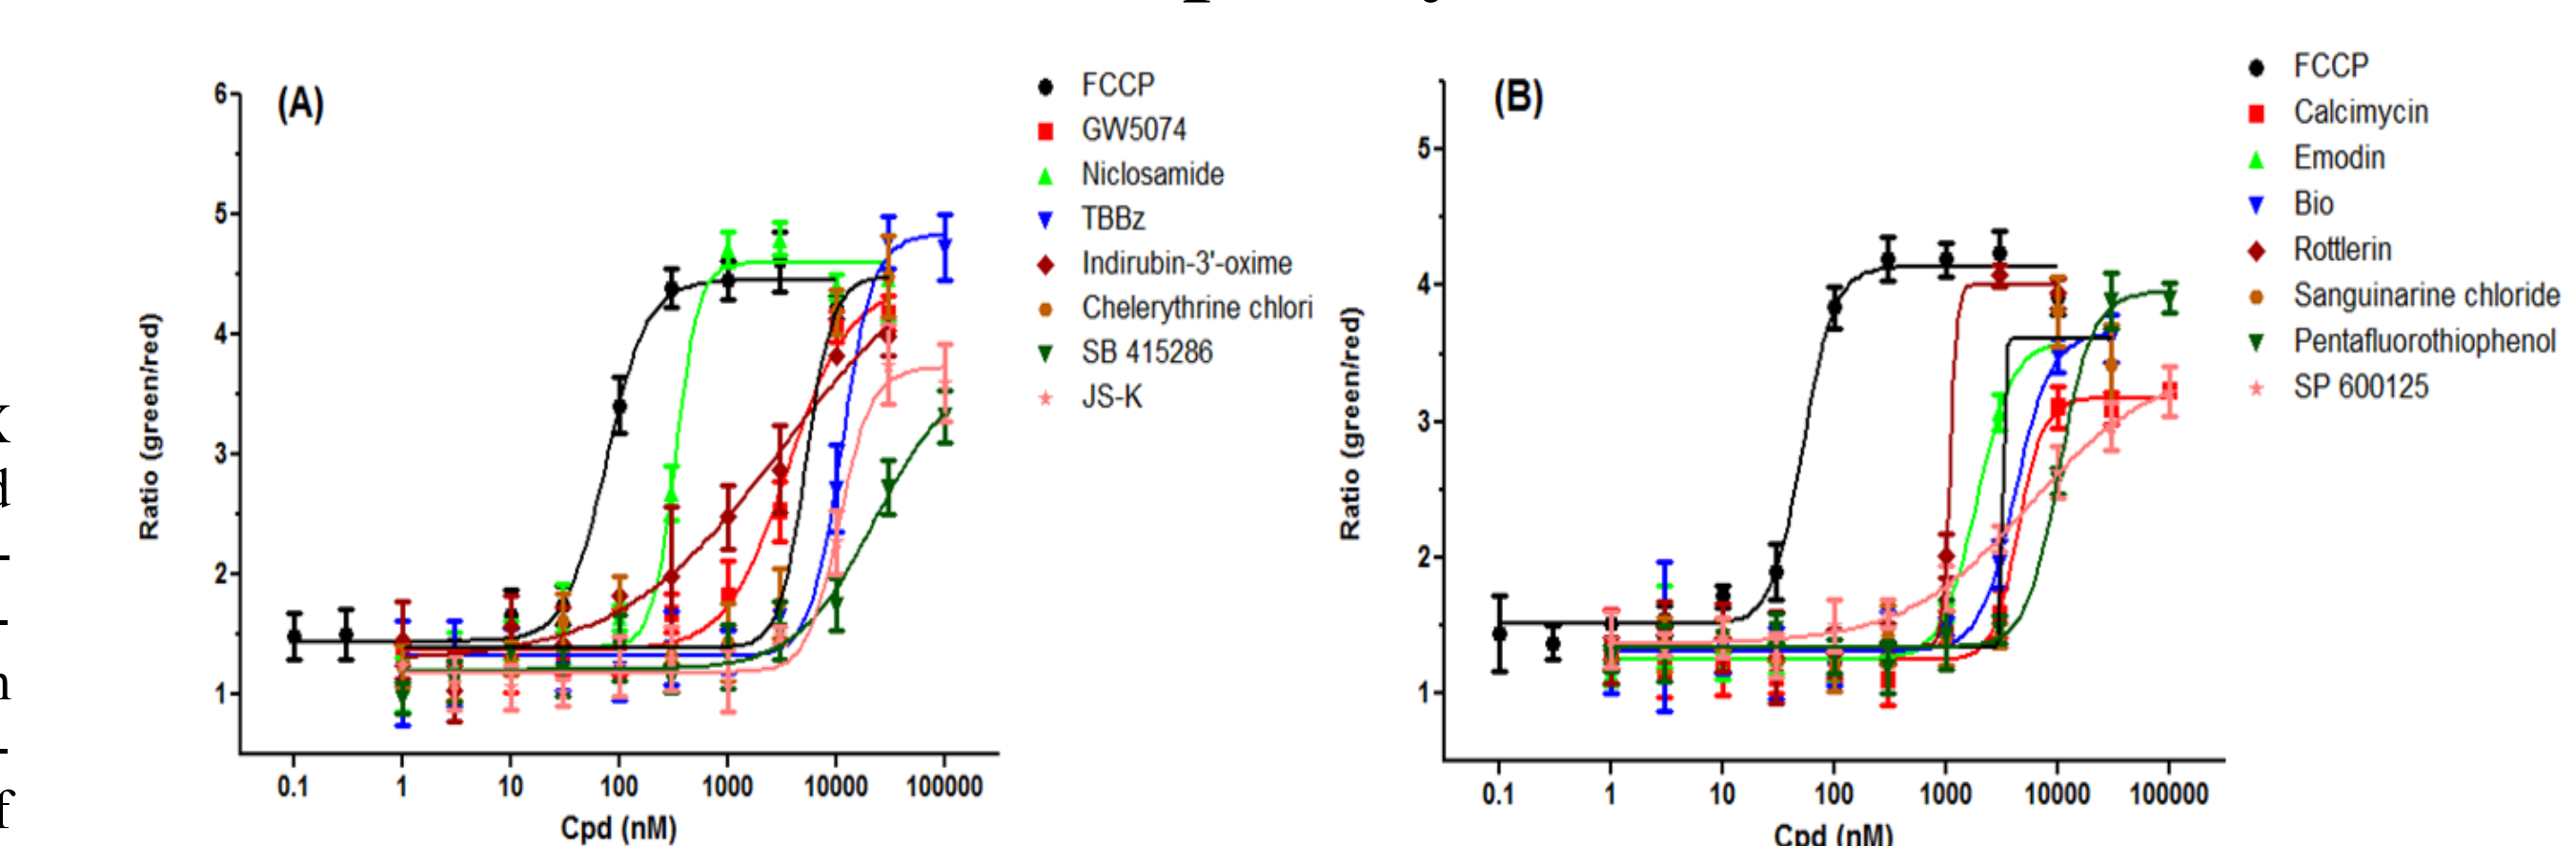 (A)
6
5
4
3
2
1
Ratio (green/red)
0.1 1 10 100 1000 10000 100000
Cpd (nM)
FCCP
GW5074
Niclosamide
TBBz
Indirubin-3'-oxime
Chelerythrine chlori
SB 415286
JS-K
(B)
5
4
3
2
1
Ratio (green/red)
0.1 1 10 100 1000 10000 100000
Cpd (nM)
FCCP
Calcimycin
Emodin
Bio
Rottlerin
Sanguinarine chloride
Pentafluorothiophenol
SP 600125